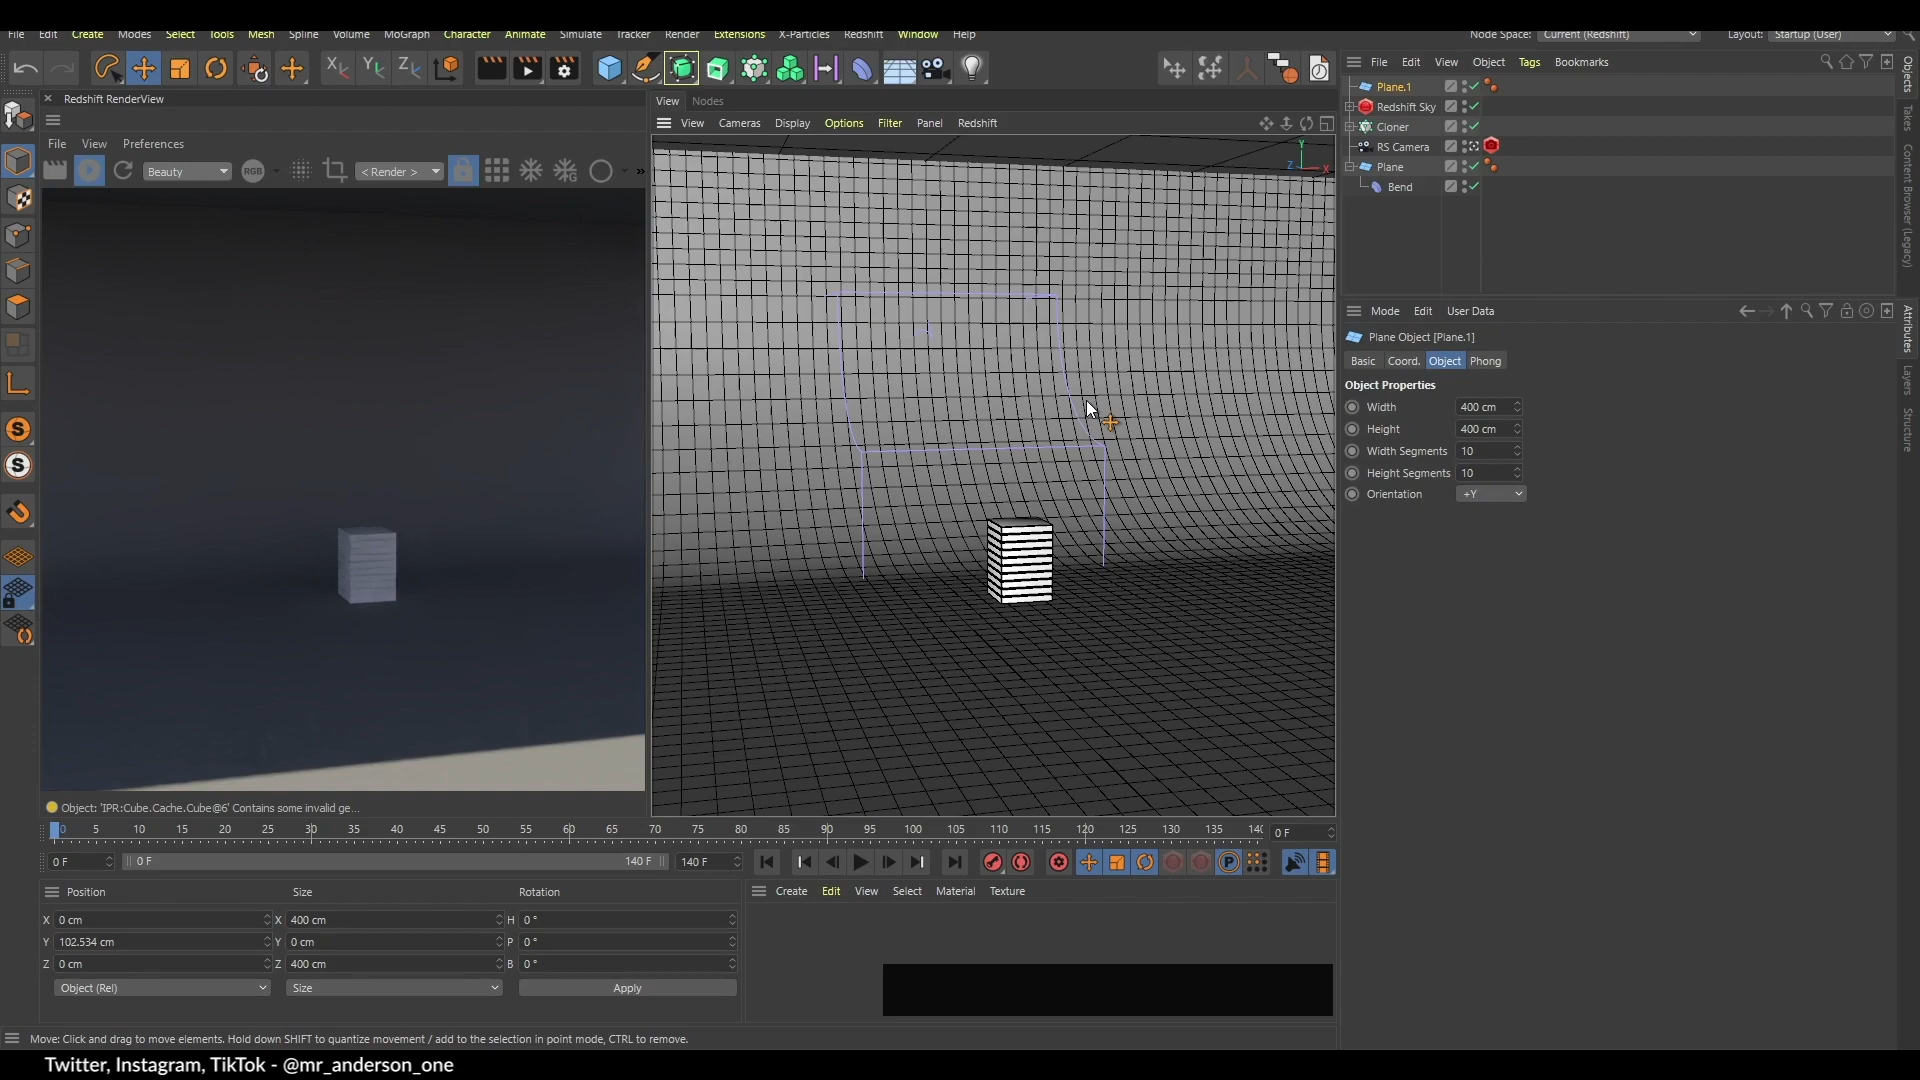 File Edit Create Modes Select Tools Mesh Spline Volume MoGraph Character Animate Simulate Tracker Render Extensions X-Particles Redshift Window Help Node Space: Current (Redshift) Layout: Startup (User)
Redshift RenderView
File View Preferences
Beauty RGB < Render >
View Nodes
View Cameras Display Options Filter Panel Redshift
Y
Z X
Object: 'IPR:Cube.Cache.Cube@6' Contains some invalid ge...
File Edit View Object Tags Bookmarks
Plane.1
Redshift Sky
Cloner
RS Camera
Plane
Bend
Mode Edit User Data
Plane Object [Plane.1]
Basic Coord. Object Phong
Object Properties
Width 400 cm
Height 400 cm
Width Segments 10
Height Segments 10
Orientation +Y
Objects
Takes
Content Browser (Legacy)
Attributes
Layers
Structure
0 5 10 15 20 25 30 35 40 45 50 55 60 65 70 75 80 85 90 95 100 105 110 115 120 125 130 135 0 F
0 F 0 F 140 F 140 F
Position Size Rotation
X 0 cm X 400 cm H 0 °
Y 102.534 cm Y 0 cm P 0 °
Z 0 cm Z 400 cm B 0 °
Object (Rel) Size Apply
Create Edit View Select Material Texture
Move: Click and drag to move elements. Hold down SHIFT to quantize movement / add to the selection in point mode, CTRL to remove.
Twitter, Instagram, TikTok - @mr_anderson_one